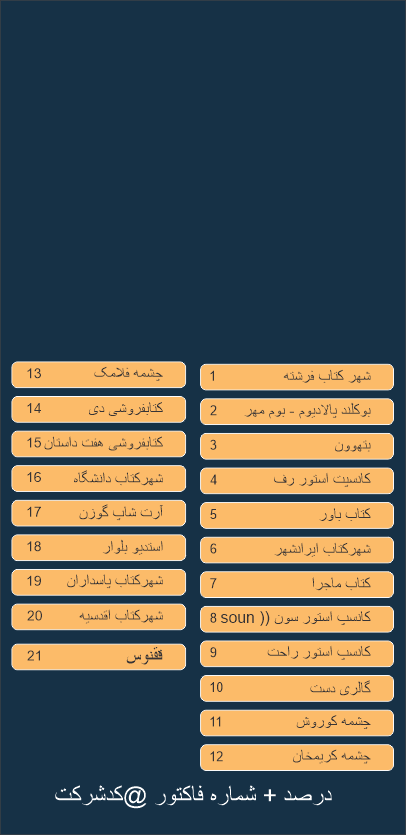 1 شهر کتاب فرشته
2 بوکلند پالادیوم - بوم مهر
3 بتهوون
4 کانسپت استور رف
5 کتاب باور
6 شهرکتاب ایرانشهر
7 کتاب ماجرا
8 کانسپ استور سون (( soun
9 کانسپ استور راحت
10 گالری دست
11 چشمه کوروش
12 چشمه کریمخان
13 چشمه فلامک
14 کتابفروشی دی
15 کتابفروشی هفت داستان
16 شهرکتاب دانشگاه
17 آرت شاپ گوزن
18 استدیو بلوار
19 شهرکتاب پاسداران
20 شهرکتاب اقدسیه
21 ققنوس
درصد + شماره فاکتور @کدشرکت